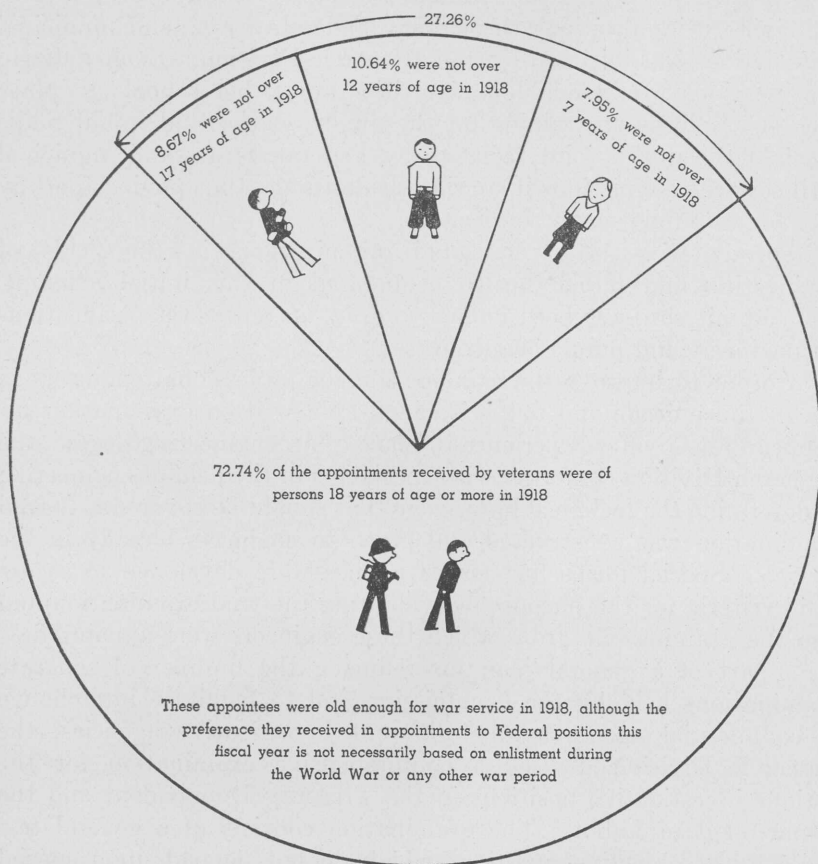 27.26%
8.67% were not over
17 years of age in 1918
10.64% were not over
12 years of age in 1918
7.95% were not over
7 years of age in 1918
72.74% of the appointments received by veterans were of
persons 18 years of age or more in 1918
These appointees were old enough for war service in 1918, although the
preference they received in appointments to Federal positions this
fiscal year is not necessarily based on enlistment during
the World War or any other war period